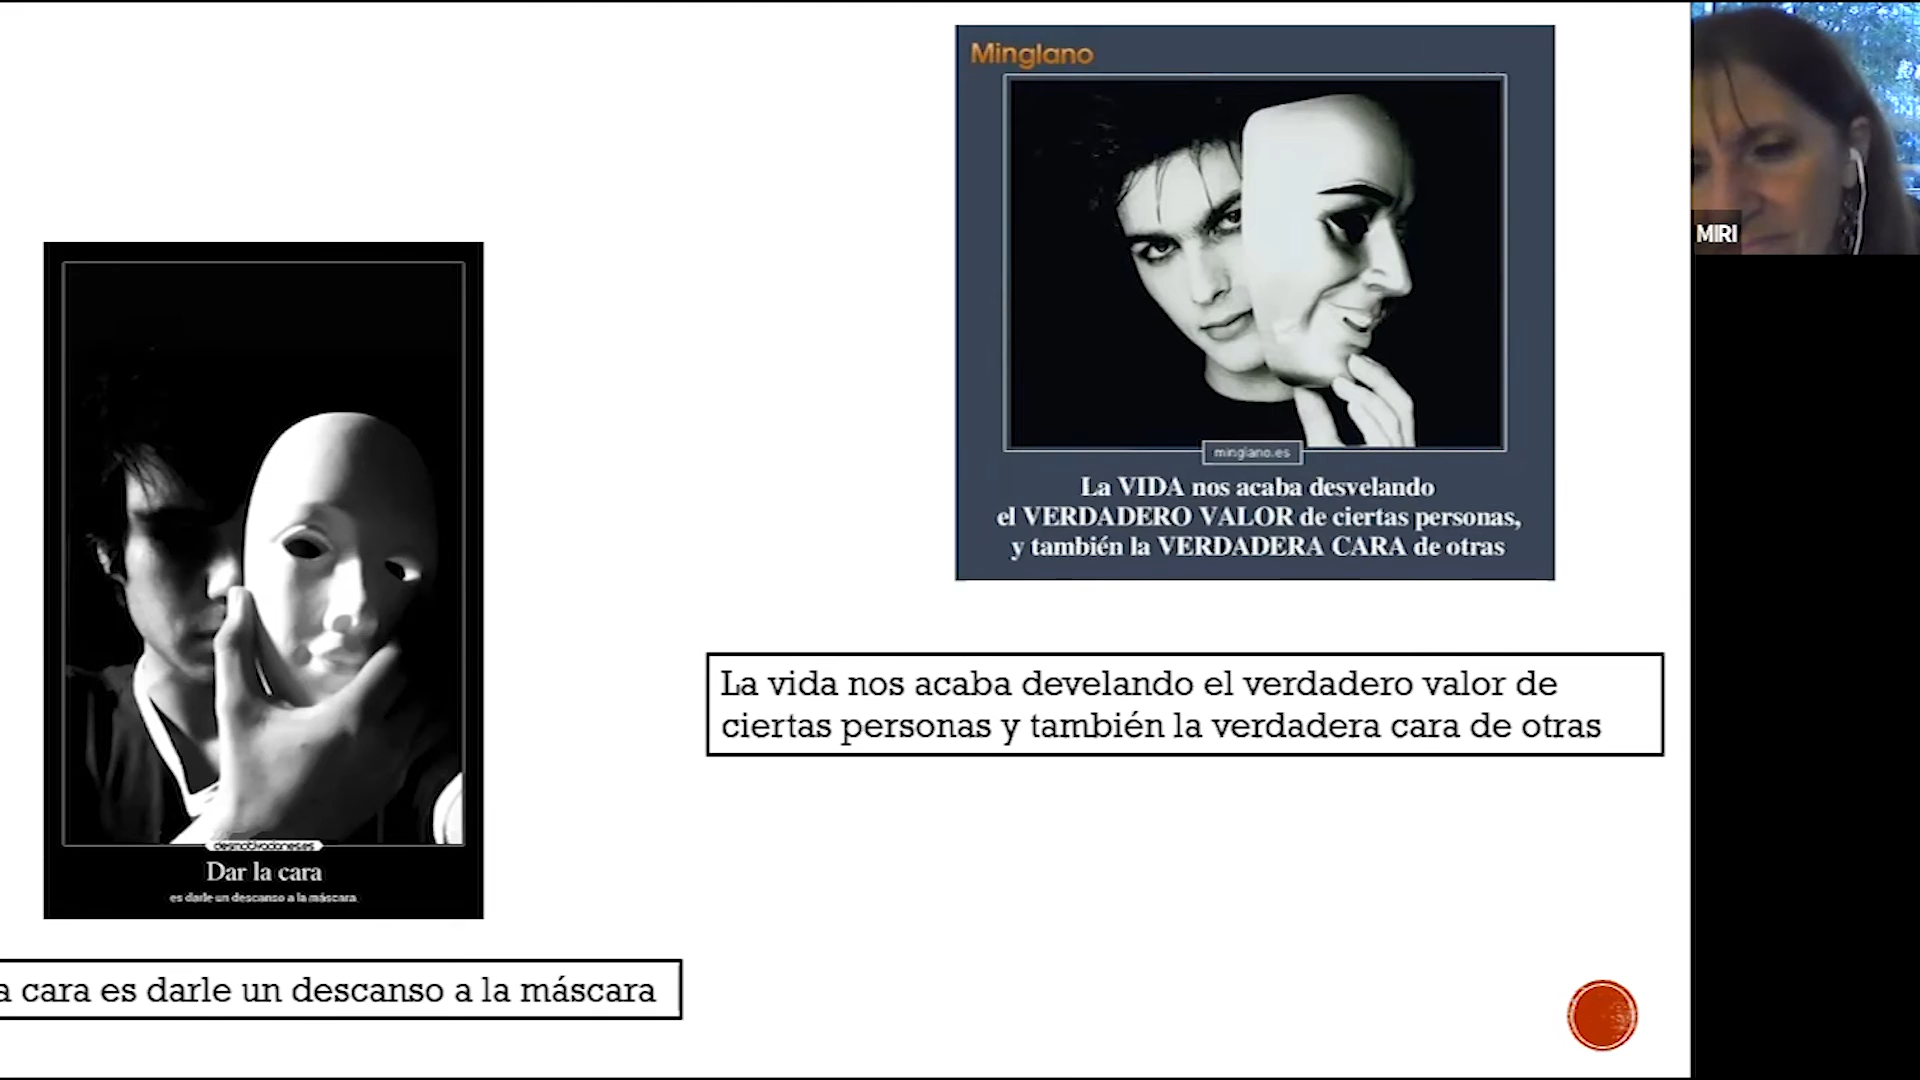 Minglano
minglano.es
La VIDA nos acaba desvelando
el VERDADERO VALOR de ciertas personas,
y también la VERDADERA CARA de otras
MIRI
La vida nos acaba develando el verdadero valor de
ciertas personas y también la verdadera cara de otras
desmotivaciones.es
Dar la cara
es darle un descanso a la máscara.
a cara es darle un descanso a la máscara